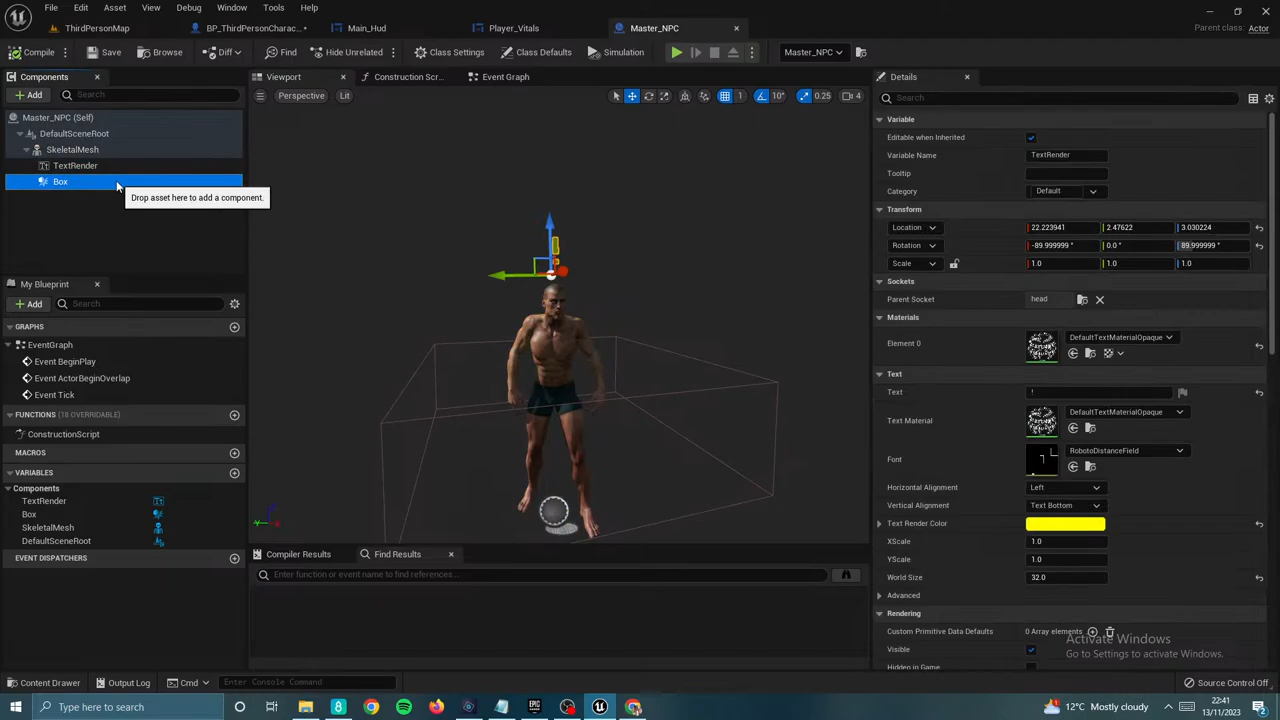 File Edit Asset View Debug Window Tools Help
ThirdPersonMap BP_ThirdPersonCharac... Main_Hud Player_Vitals Master_NPC Parent class: Actor
Compile Save Browse Diff Find Hide Unrelated Class Settings Class Defaults Simulation Master_NPC
Components Viewport Construction Scr... Event Graph Details
Add Search Perspective Lit 1 10° 0.25 4 Search
Master_NPC (Self)
DefaultSceneRoot
SkeletalMesh
TextRender
Box
Drop asset here to add a component.
My Blueprint
Add Search
GRAPHS
EventGraph
Event BeginPlay
Event ActorBeginOverlap
Event Tick
FUNCTIONS (18 OVERRIDABLE)
ConstructionScript
MACROS
VARIABLES
Components
TextRender
Box
SkeletalMesh
DefaultSceneRoot
EVENT DISPATCHERS
Variable
Editable when Inherited
Variable Name TextRender
Tooltip
Category Default
Transform
Location 22.223941 2.47622 3.030224
Rotation -89.999999 ° 0.0 ° 89.999999 °
Scale 1.0 1.0 1.0
Sockets
Parent Socket head
Materials
Element 0 DefaultTextMaterialOpaque
Text
Text !
Text Material DefaultTextMaterialOpaque
Font RobotoDistanceField
Horizontal Alignment Left
Vertical Alignment Text Bottom
Text Render Color
XScale 1.0
YScale 1.0
World Size 32.0
Advanced
Rendering
Custom Primitive Data Defaults 0 Array elements
Visible
Hidden in Game
Compiler Results Find Results
Enter function or event name to find references...
Activate Windows
Go to Settings to activate Windows.
Content Drawer Output Log Cmd Enter Console Command Source Control Off
Type here to search 12°C Mostly cloudy 22:41
13/11/2023